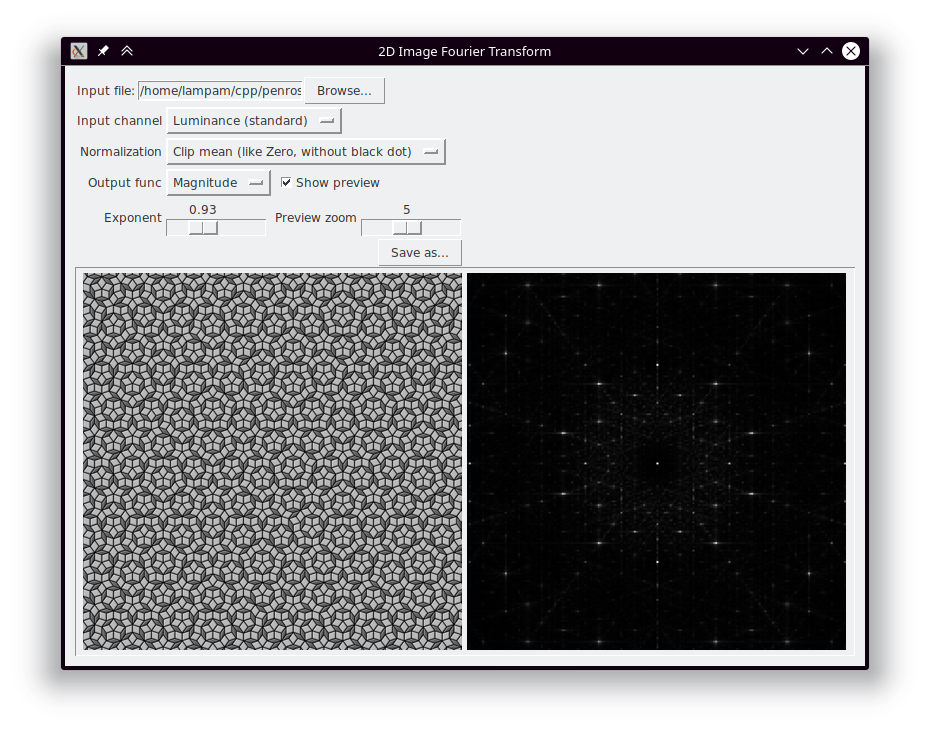 2D Image Fourier Transform
Input file: /home/lampam/cpp/penros Browse...
Input channel Luminance (standard)
Normalization Clip mean (like Zero, without black dot)
Output func Magnitude Show preview
0.93 5
Exponent Preview zoom
Save as...